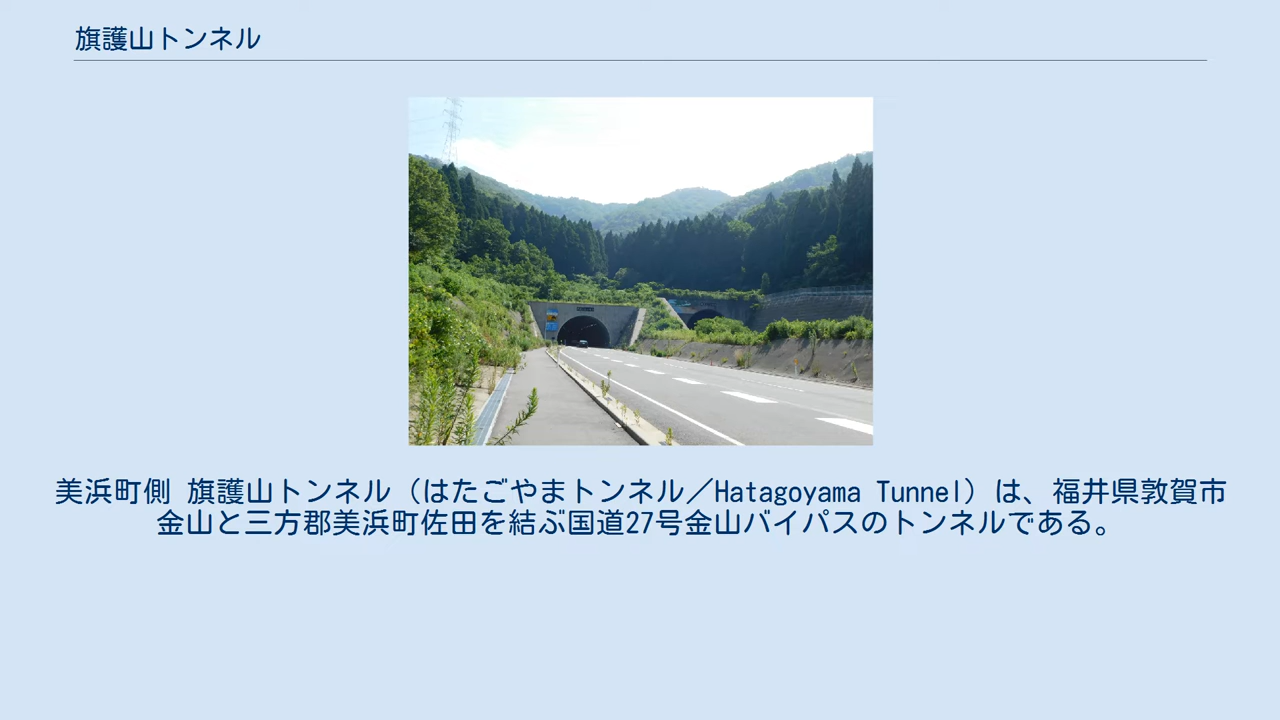 旗護山トンネル
美浜町側 旗護山トンネル（はたごやまトンネル／Hatagoyama Tunnel）は、福井県敦賀市
金山と三方郡美浜町佐田を結ぶ国道27号金山バイパスのトンネルである。